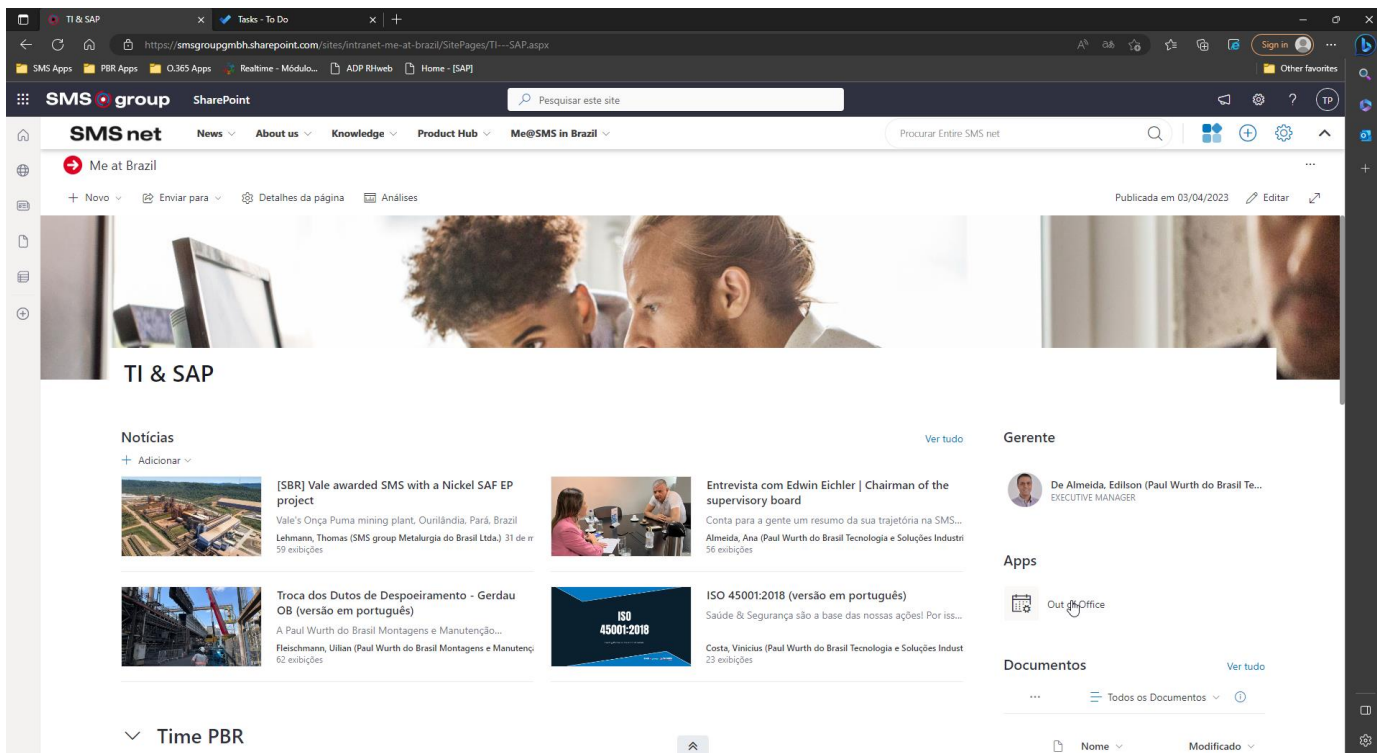 TI & SAP
Tasks - To Do
https://smsgroupgmbh.sharepoint.com/sites/intranet-me-at-brazil/SitePages/TI---SAP.aspx
Sign in
SMS Apps
PBR Apps
O.365 Apps
Realtime - Módulo...
ADP RHweb
Home - [SAP]
Other favorites
SMS group
SharePoint
Pesquisar este site
TP
SMS net
News
About us
Knowledge
Product Hub
Me@SMS in Brazil
Procurar Entire SMS net
Me at Brazil
Novo
Enviar para
Detalhes da página
Análises
Publicada em 03/04/2023
Editar
TI & SAP
Notícias
Ver tudo
Adicionar
[SBR] Vale awarded SMS with a Nickel SAF EP
project
Vale's Onça Puma mining plant, Ourilândia, Pará, Brazil
Lehmann, Thomas (SMS group Metalurgia do Brasil Ltda.) 31 de m
59 exibições
Entrevista com Edwin Eichler | Chairman of the
supervisory board
Conta para a gente um resumo da sua trajetória na SMS...
Almeida, Ana (Paul Wurth do Brasil Tecnologia e Soluções Industri
56 exibições
Troca dos Dutos de Despoeiramento - Gerdau
OB (versão em português)
A Paul Wurth do Brasil Montagens e Manutenção...
Fleischmann, Uilian (Paul Wurth do Brasil Montagens e Manutenç
62 exibições
ISO
45001:2018
ISO 45001:2018 (versão em português)
Saúde & Segurança são a base das nossas ações! Por iss...
Costa, Vinicius (Paul Wurth do Brasil Tecnologia e Soluções Indust
23 exibições
Gerente
De Almeida, Edilson (Paul Wurth do Brasil Te...
EXECUTIVE MANAGER
Apps
Out of Office
Documentos
Ver tudo
Todos os Documentos
Nome
Modificado
Time PBR